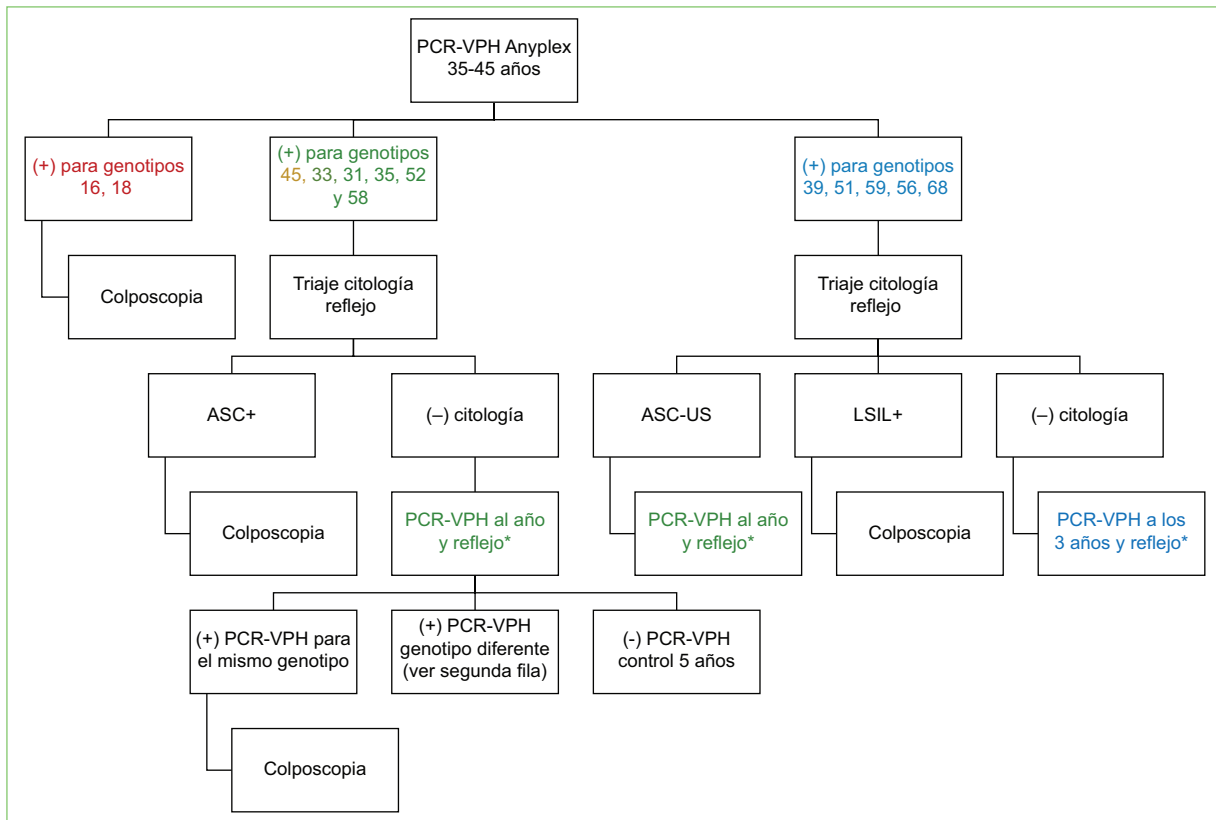 PCR-VPH Anyplex
35-45 años
(+) para genotipos
16, 18
(+) para genotipos
45, 33, 31, 35, 52
y 58
(+) para genotipos
39, 51, 59, 56, 68
Colposcopia
Triaje citología
reflejo
Triaje citología
reflejo
ASC+
(–) citología
ASC-US
LSIL+
(–) citología
Colposcopia
PCR-VPH al año
y reflejo*
PCR-VPH al año
y reflejo*
Colposcopia
PCR-VPH a los
3 años y reflejo*
(+) PCR-VPH para
el mismo genotipo
(+) PCR-VPH
genotipo diferente
(ver segunda fila)
(-) PCR-VPH
control 5 años
Colposcopia